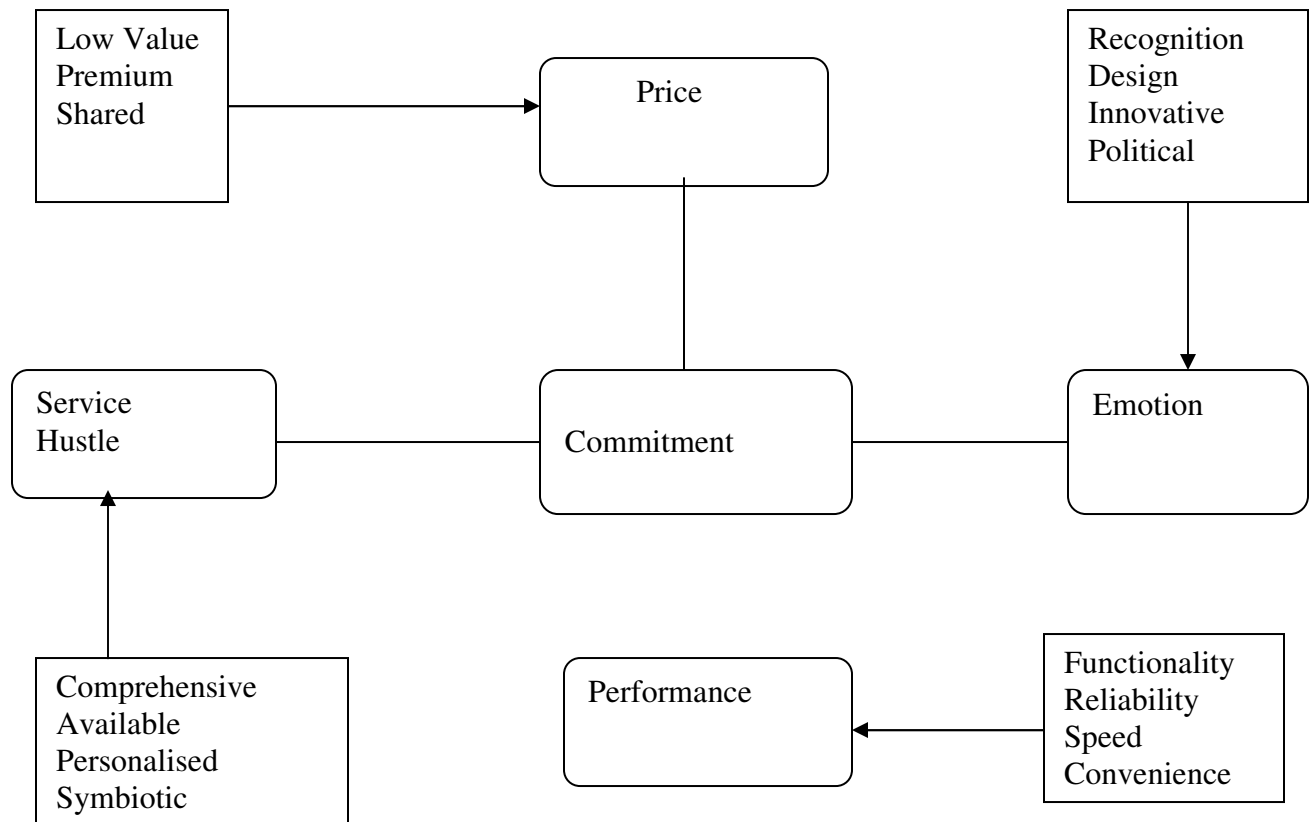 Low Value
Premium
Shared
Price
Recognition
Design
Innovative
Political
Service
Hustle
Commitment
Emotion
Comprehensive
Available
Personalised
Symbiotic
Performance
Functionality
Reliability
Speed
Convenience